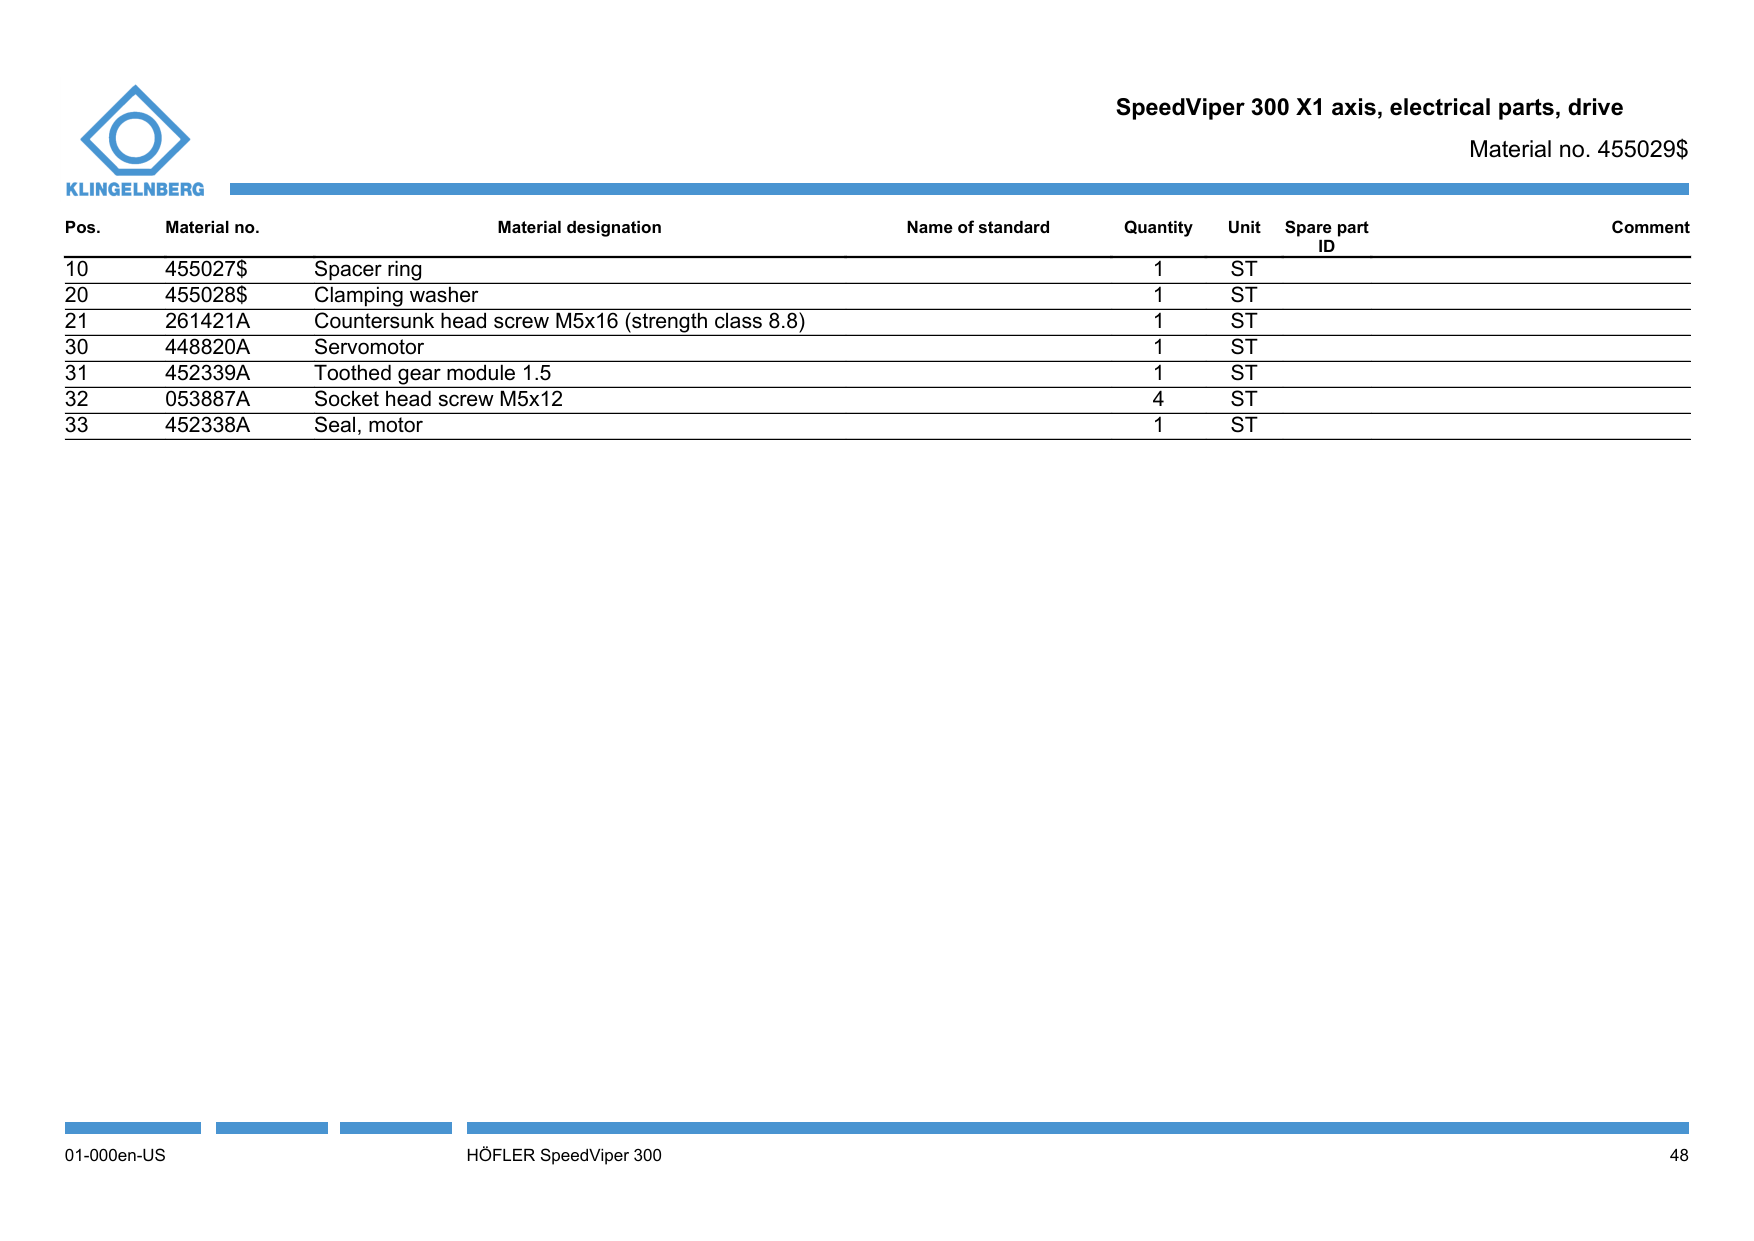 SpeedViper 300 X1 axis, electrical parts, drive
Material no. 455029$
KLINGELNBERG
Pos. Material no. Material designation Name of standard Quantity Unit Spare part ID Comment
10 455027$ Spacer ring 1 ST
20 455028$ Clamping washer 1 ST
21 261421A Countersunk head screw M5x16 (strength class 8.8) 1 ST
30 448820A Servomotor 1 ST
31 452339A Toothed gear module 1.5 1 ST
32 053887A Socket head screw M5x12 4 ST
33 452338A Seal, motor 1 ST
01-000en-US HÖFLER SpeedViper 300 48